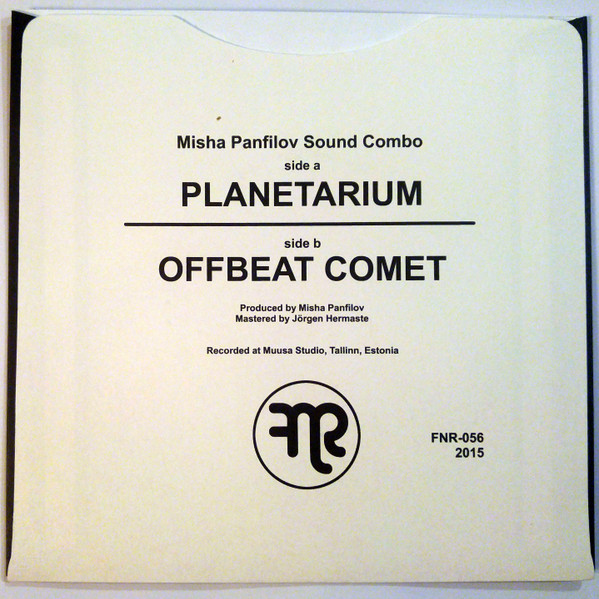 Misha Panfilov Sound Combo
side a
PLANETARIUM
side b
OFFBEAT COMET
Produced by Misha Panfilov
Mastered by Jörgen Hermaste
Recorded at Muusa Studio, Tallinn, Estonia
FNR
FNR-056
2015